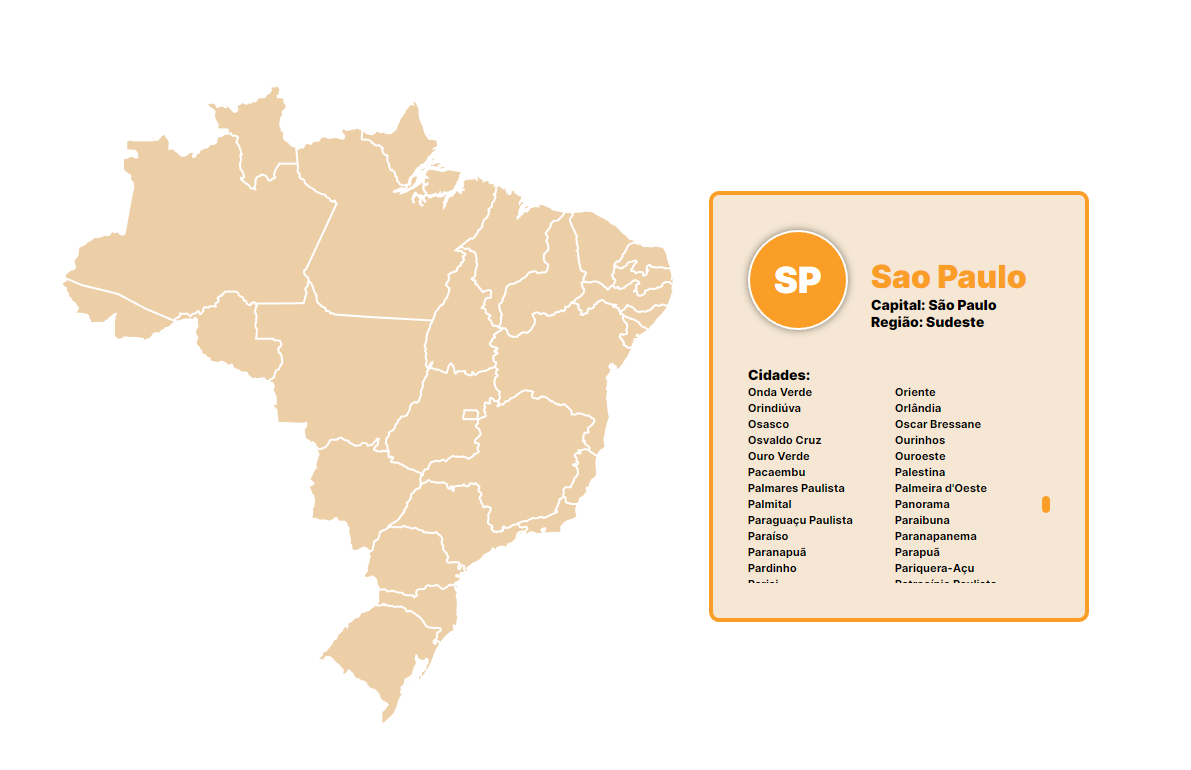 SP
Sao Paulo
Capital: São Paulo
Região: Sudeste
Cidades:
Onda Verde Oriente
Orindiúva Orlândia
Osasco Oscar Bressane
Osvaldo Cruz Ourinhos
Ouro Verde Ouroeste
Pacaembu Palestina
Palmares Paulista Palmeira d'Oeste
Palmital Panorama
Paraguaçu Paulista Paraibuna
Paraíso Paranapanema
Paranapuã Parapuã
Pardinho Pariquera-Açu